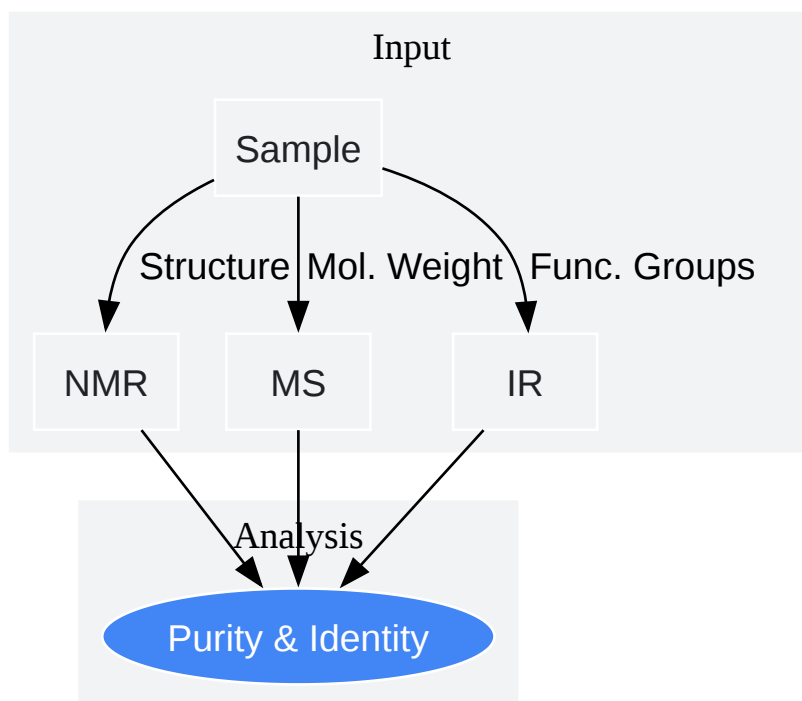 Input
Sample
Structure
Mol. Weight
Func. Groups
NMR
MS
IR
Analysis
Purity & Identity